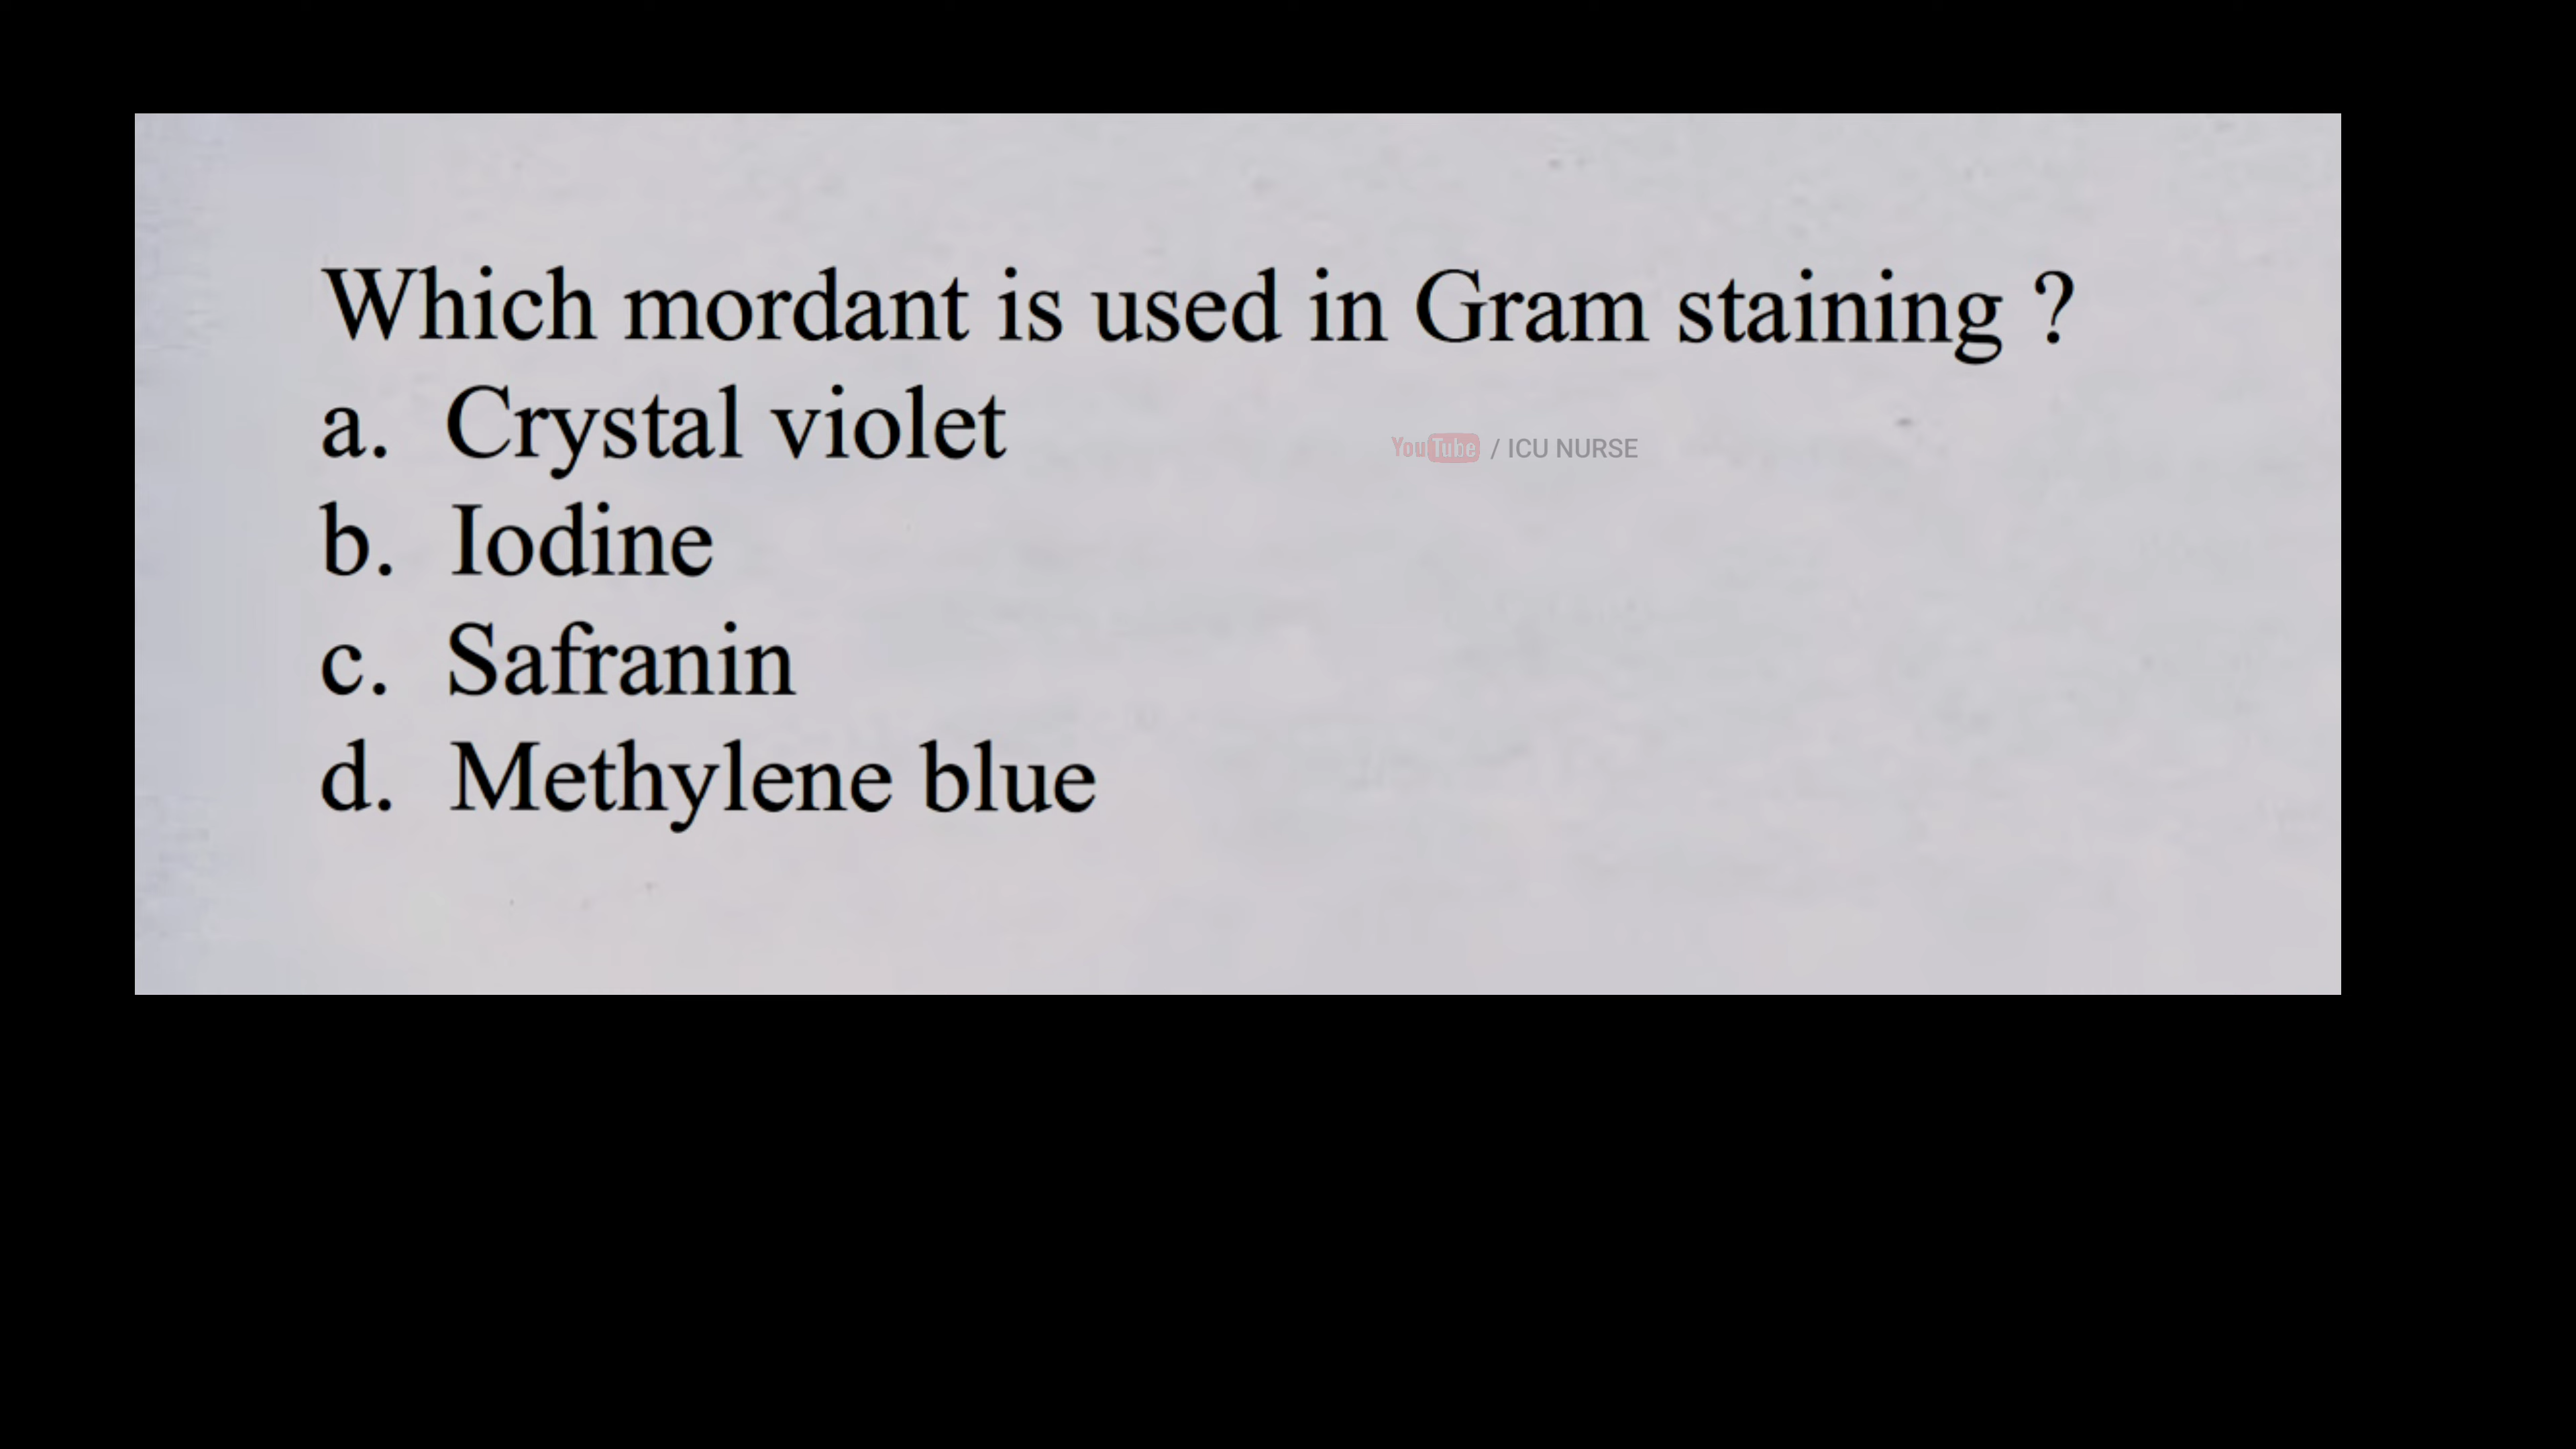 Which mordant is used in Gram staining ?
a. Crystal violet
YouTube / ICU NURSE
b. Iodine
c. Safranin
d. Methylene blue